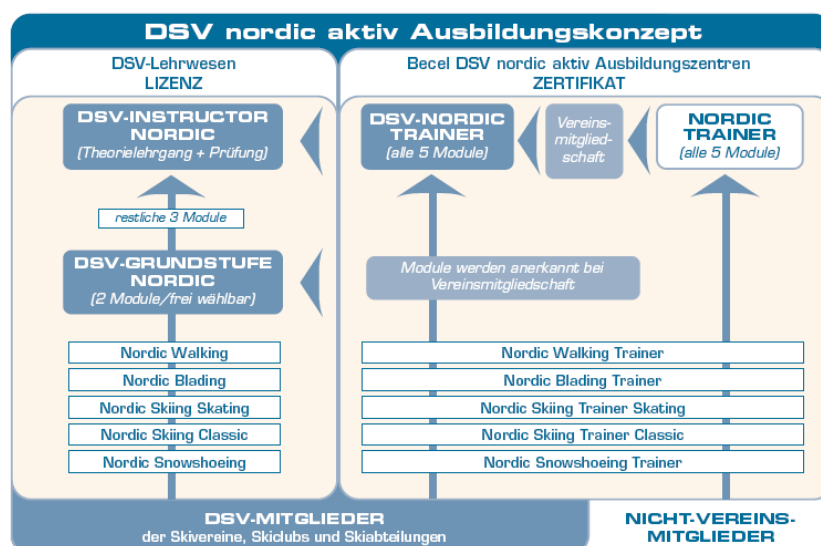 DSV nordic aktiv Ausbildungskonzept
DSV-Lehrwesen
LIZENZ
Becel DSV nordic aktiv Ausbildungszentren
ZERTIFIKAT
DSV-INSTRUCTOR
NORDIC
(Theorielehrgang + Prüfung)
DSV-NORDIC
TRAINER
(alle 5 Module)
Vereins-
mitglied-
schaft
NORDIC
TRAINER
(alle 5 Module)
restliche 3 Module
DSV-GRUNDSTUFE
NORDIC
(2 Module/frei wählbar)
Module werden anerkannt bei
Vereinsmitgliedschaft
Nordic Walking
Nordic Blading
Nordic Skiing Skating
Nordic Skiing Classic
Nordic Snowshoeing
Nordic Walking Trainer
Nordic Blading Trainer
Nordic Skiing Trainer Skating
Nordic Skiing Trainer Classic
Nordic Snowshoeing Trainer
DSV-MITGLIEDER
der Skivereine, Skiclubs und Skiabteilungen
NICHT-VEREINS-
MITGLIEDER